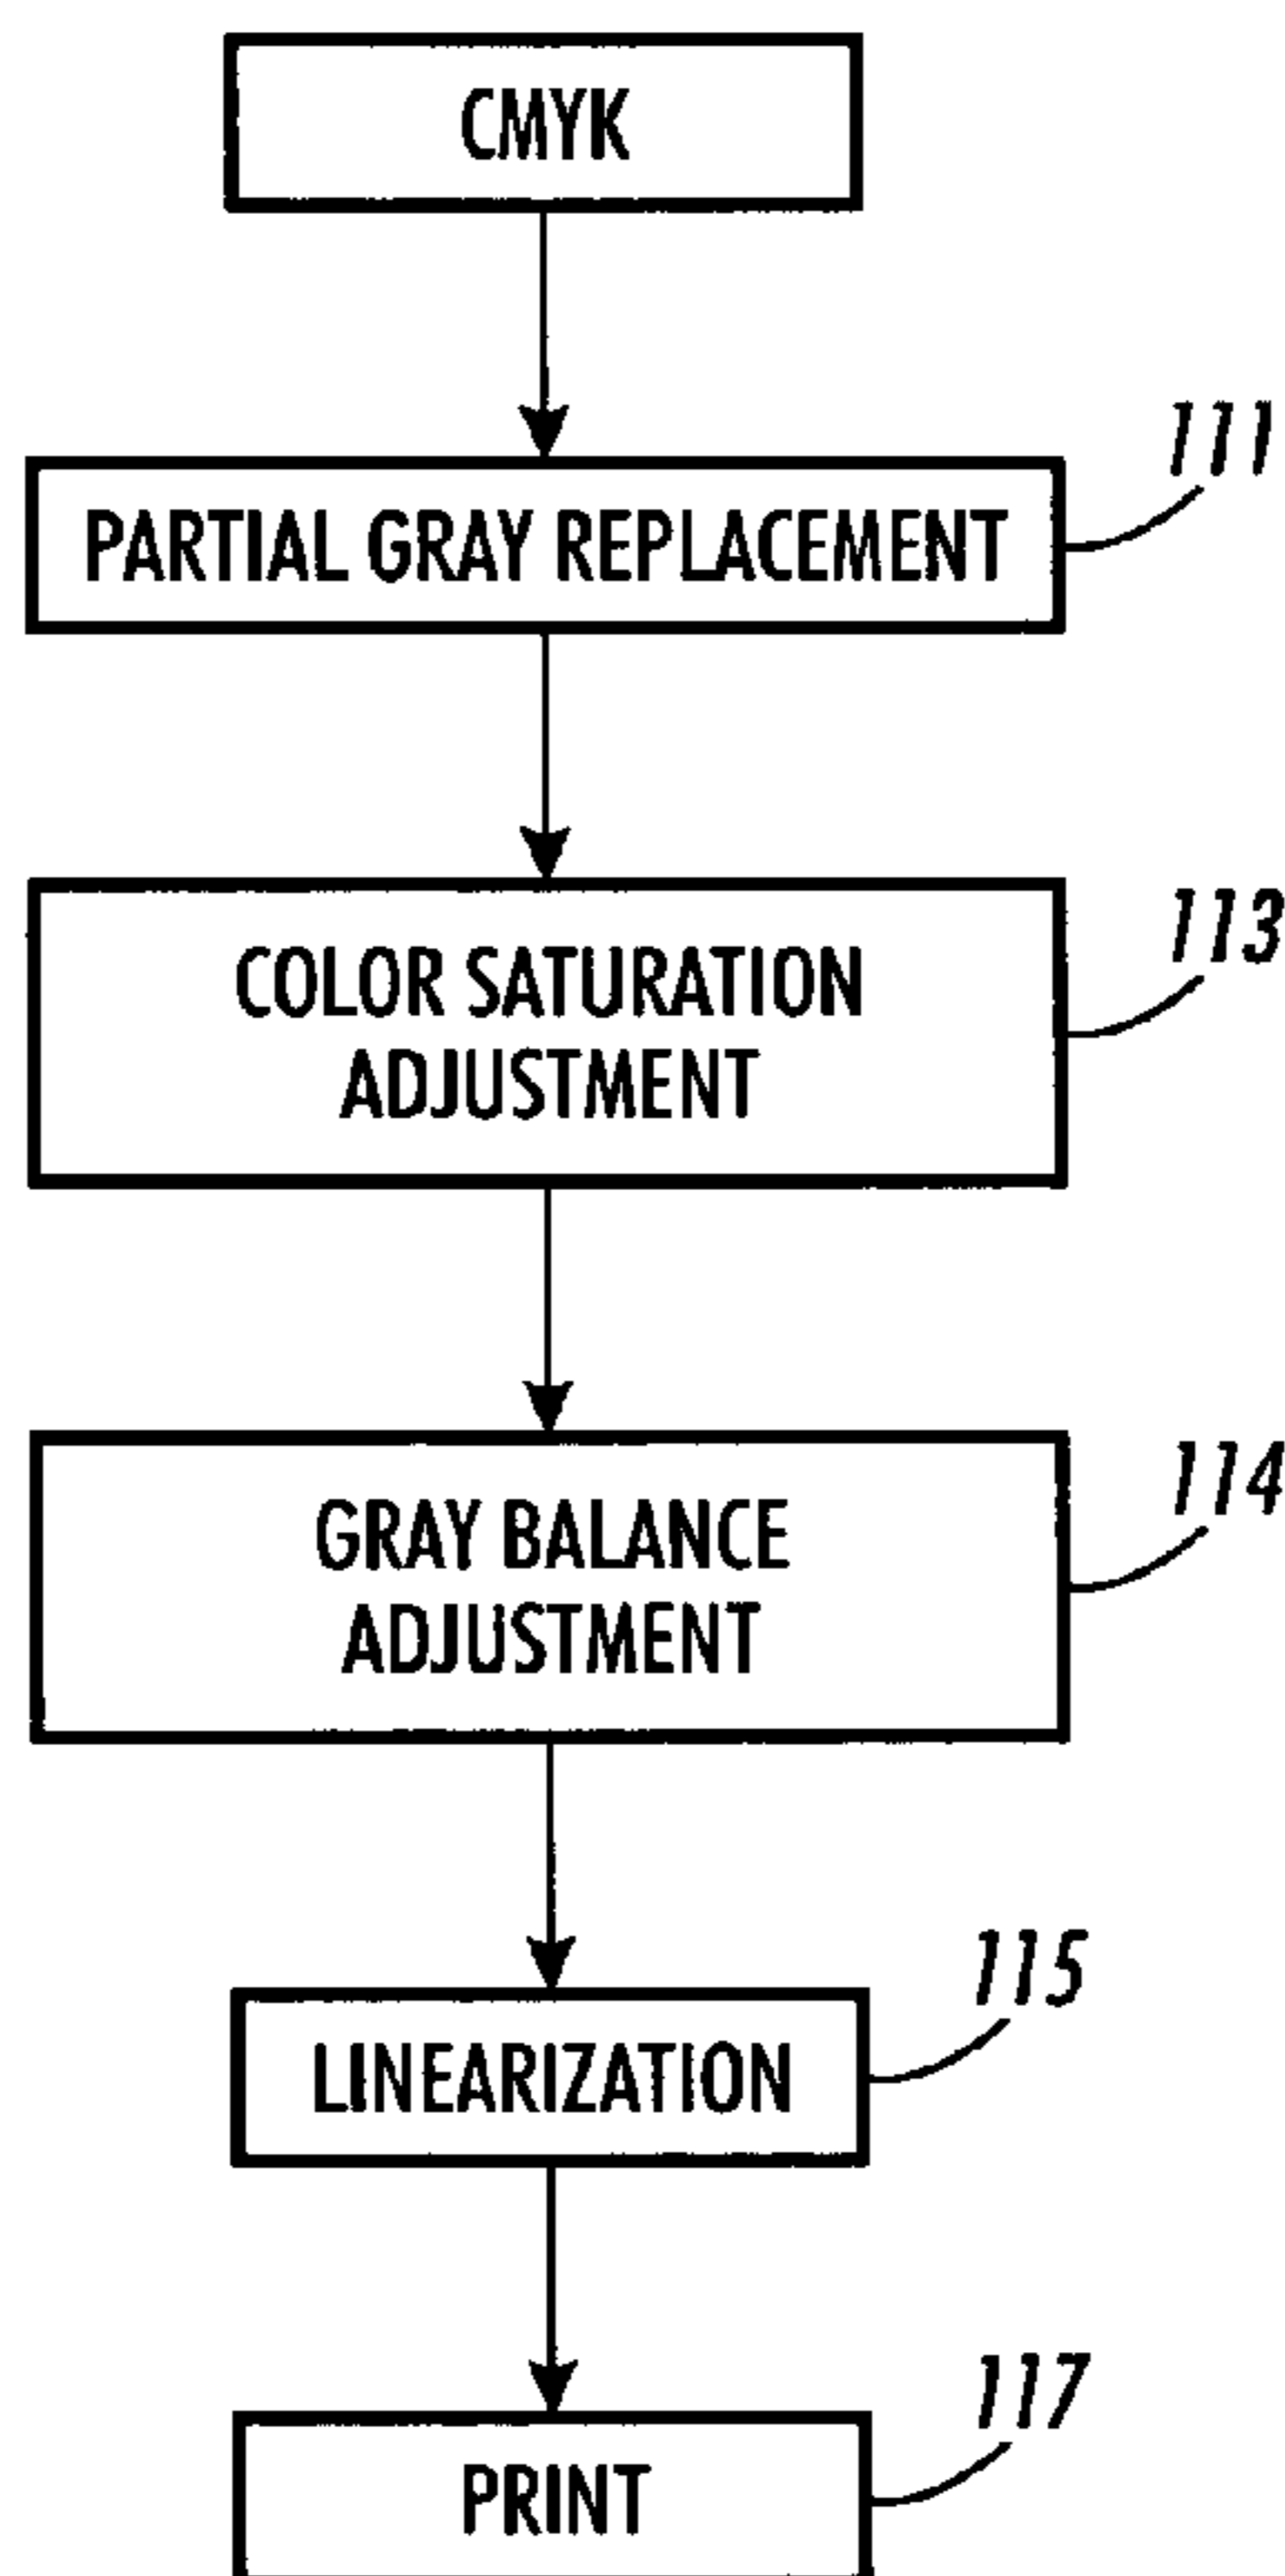 CMYK
111
PARTIAL GRAY REPLACEMENT
113
COLOR SATURATION
ADJUSTMENT
114
GRAY BALANCE
ADJUSTMENT
115
LINEARIZATION
117
PRINT